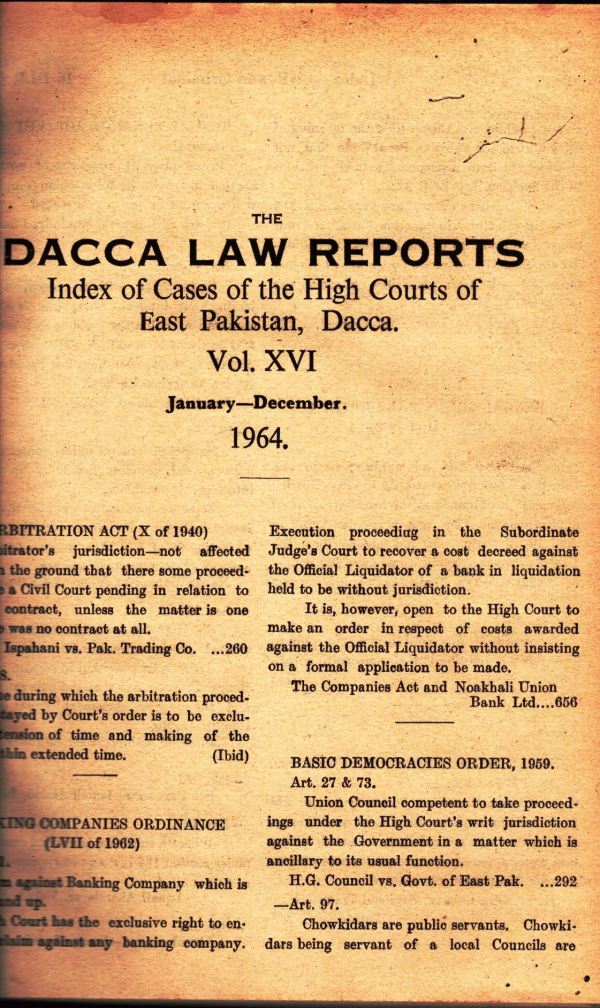 THE
DACCA LAW REPORTS
Index of Cases of the High Courts of
East Pakistan, Dacca.
Vol. XVI
January—December.
1964.
RBITRATION ACT (X of 1940)
bitrator's jurisdiction—not affected
the ground that there some proceed-
a Civil Court pending in relation to
contract, unless the matter is one
was no contract at all.
Ispahani vs. Pak. Trading Co. ...260
8.
during which the arbitration proced-
tayed by Court's order is to be exclu-
tension of time and making of the
thin extended time. (Ibid)
KING COMPANIES ORDINANCE
(LVII of 1962)
against Banking Company which is
nd up.
Court has the exclusive right to en-
claim against any banking company.
Execution proceediug in the Subordinate
Judge's Court to recover a cost decreed against
the Official Liquidator of a bank in liquidation
held to be without jurisdiction.
It is, however, open to the High Court to
make an order in respect of costs awarded
against the Official Liquidator without insisting
on a formal application to be made.
The Companies Act and Noakhali Union
Bank Ltd....656
BASIC DEMOCRACIES ORDER, 1959.
Art. 27 & 73.
Union Council competent to take proceed-
ings under the High Court's writ jurisdiction
against the Government in a matter which is
ancillary to its usual function.
H.G. Council vs. Govt. of East Pak. ...292
—Art. 97.
Chowkidars are public servants. Chowki-
dars being servant of a local Councils are